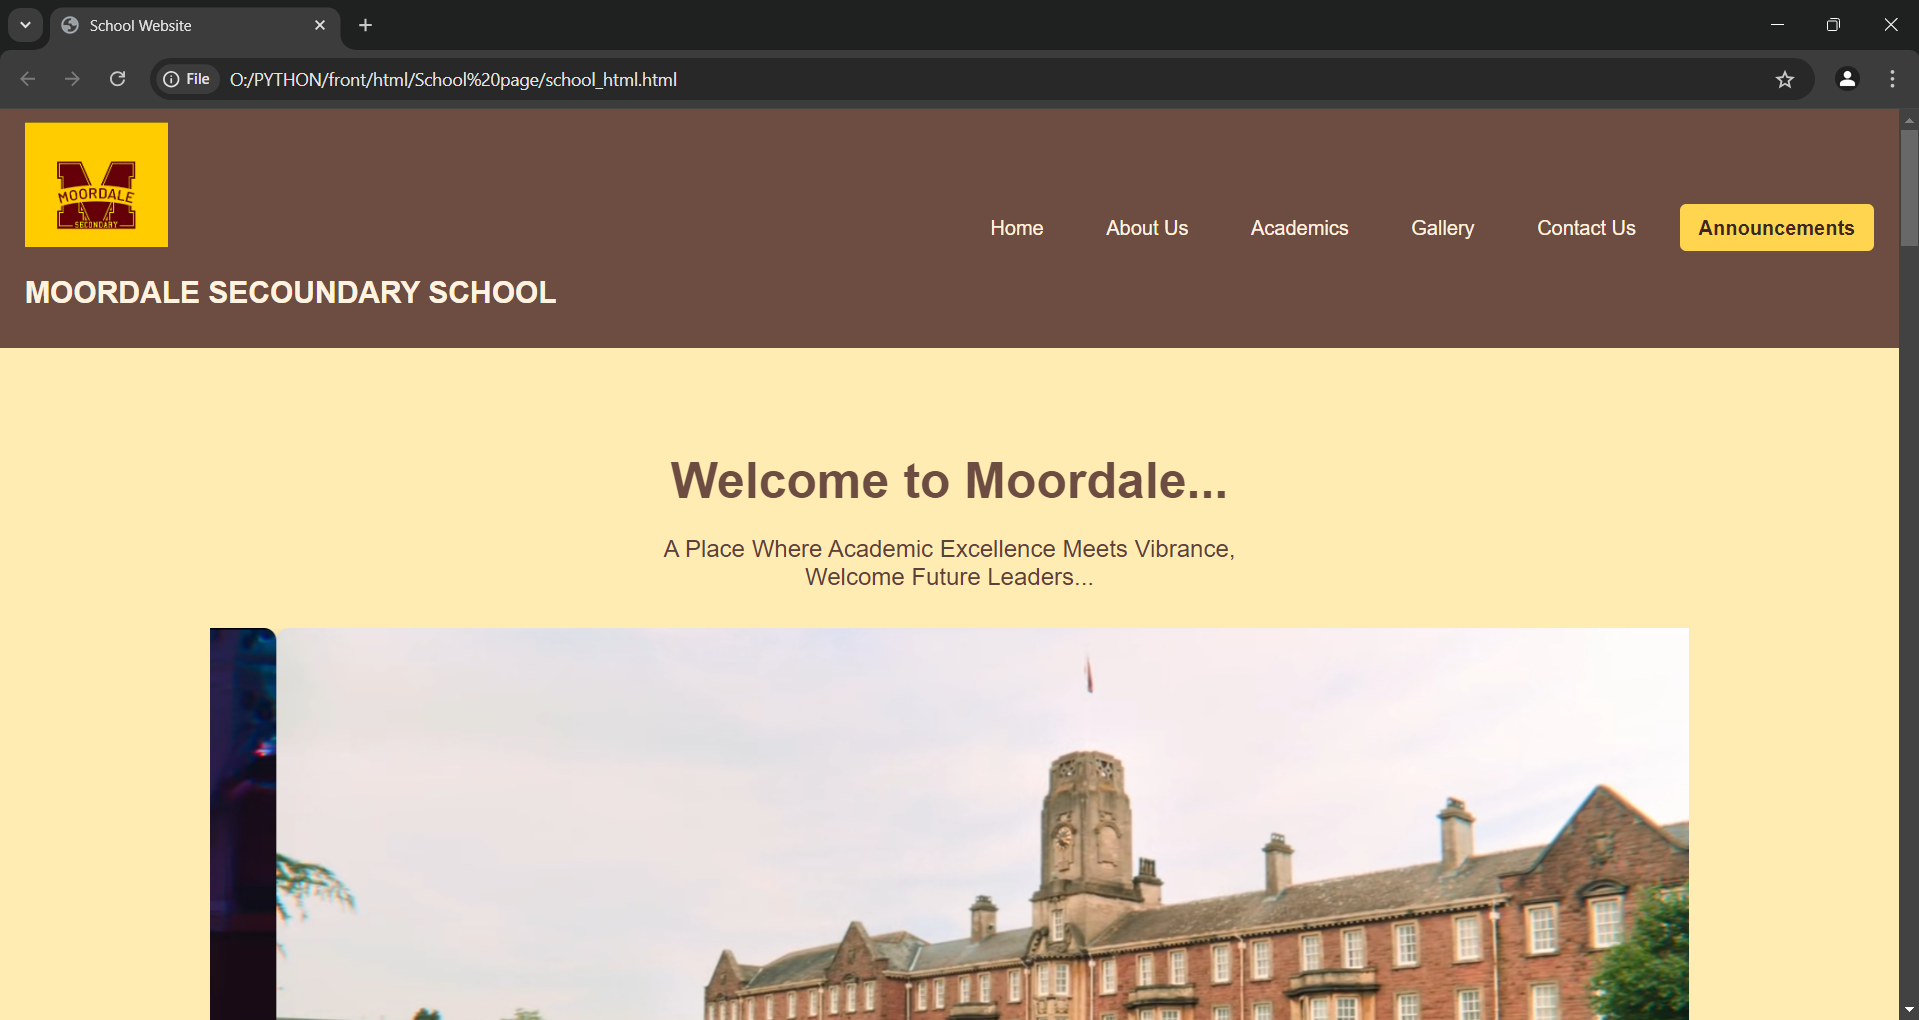 School Website
File
O:/PYTHON/front/html/School%20page/school_html.html
MOORDALE
SECONDARY
Home
About Us
Academics
Gallery
Contact Us
Announcements
MOORDALE SECOUNDARY SCHOOL
Welcome to Moordale...
A Place Where Academic Excellence Meets Vibrance,
Welcome Future Leaders...